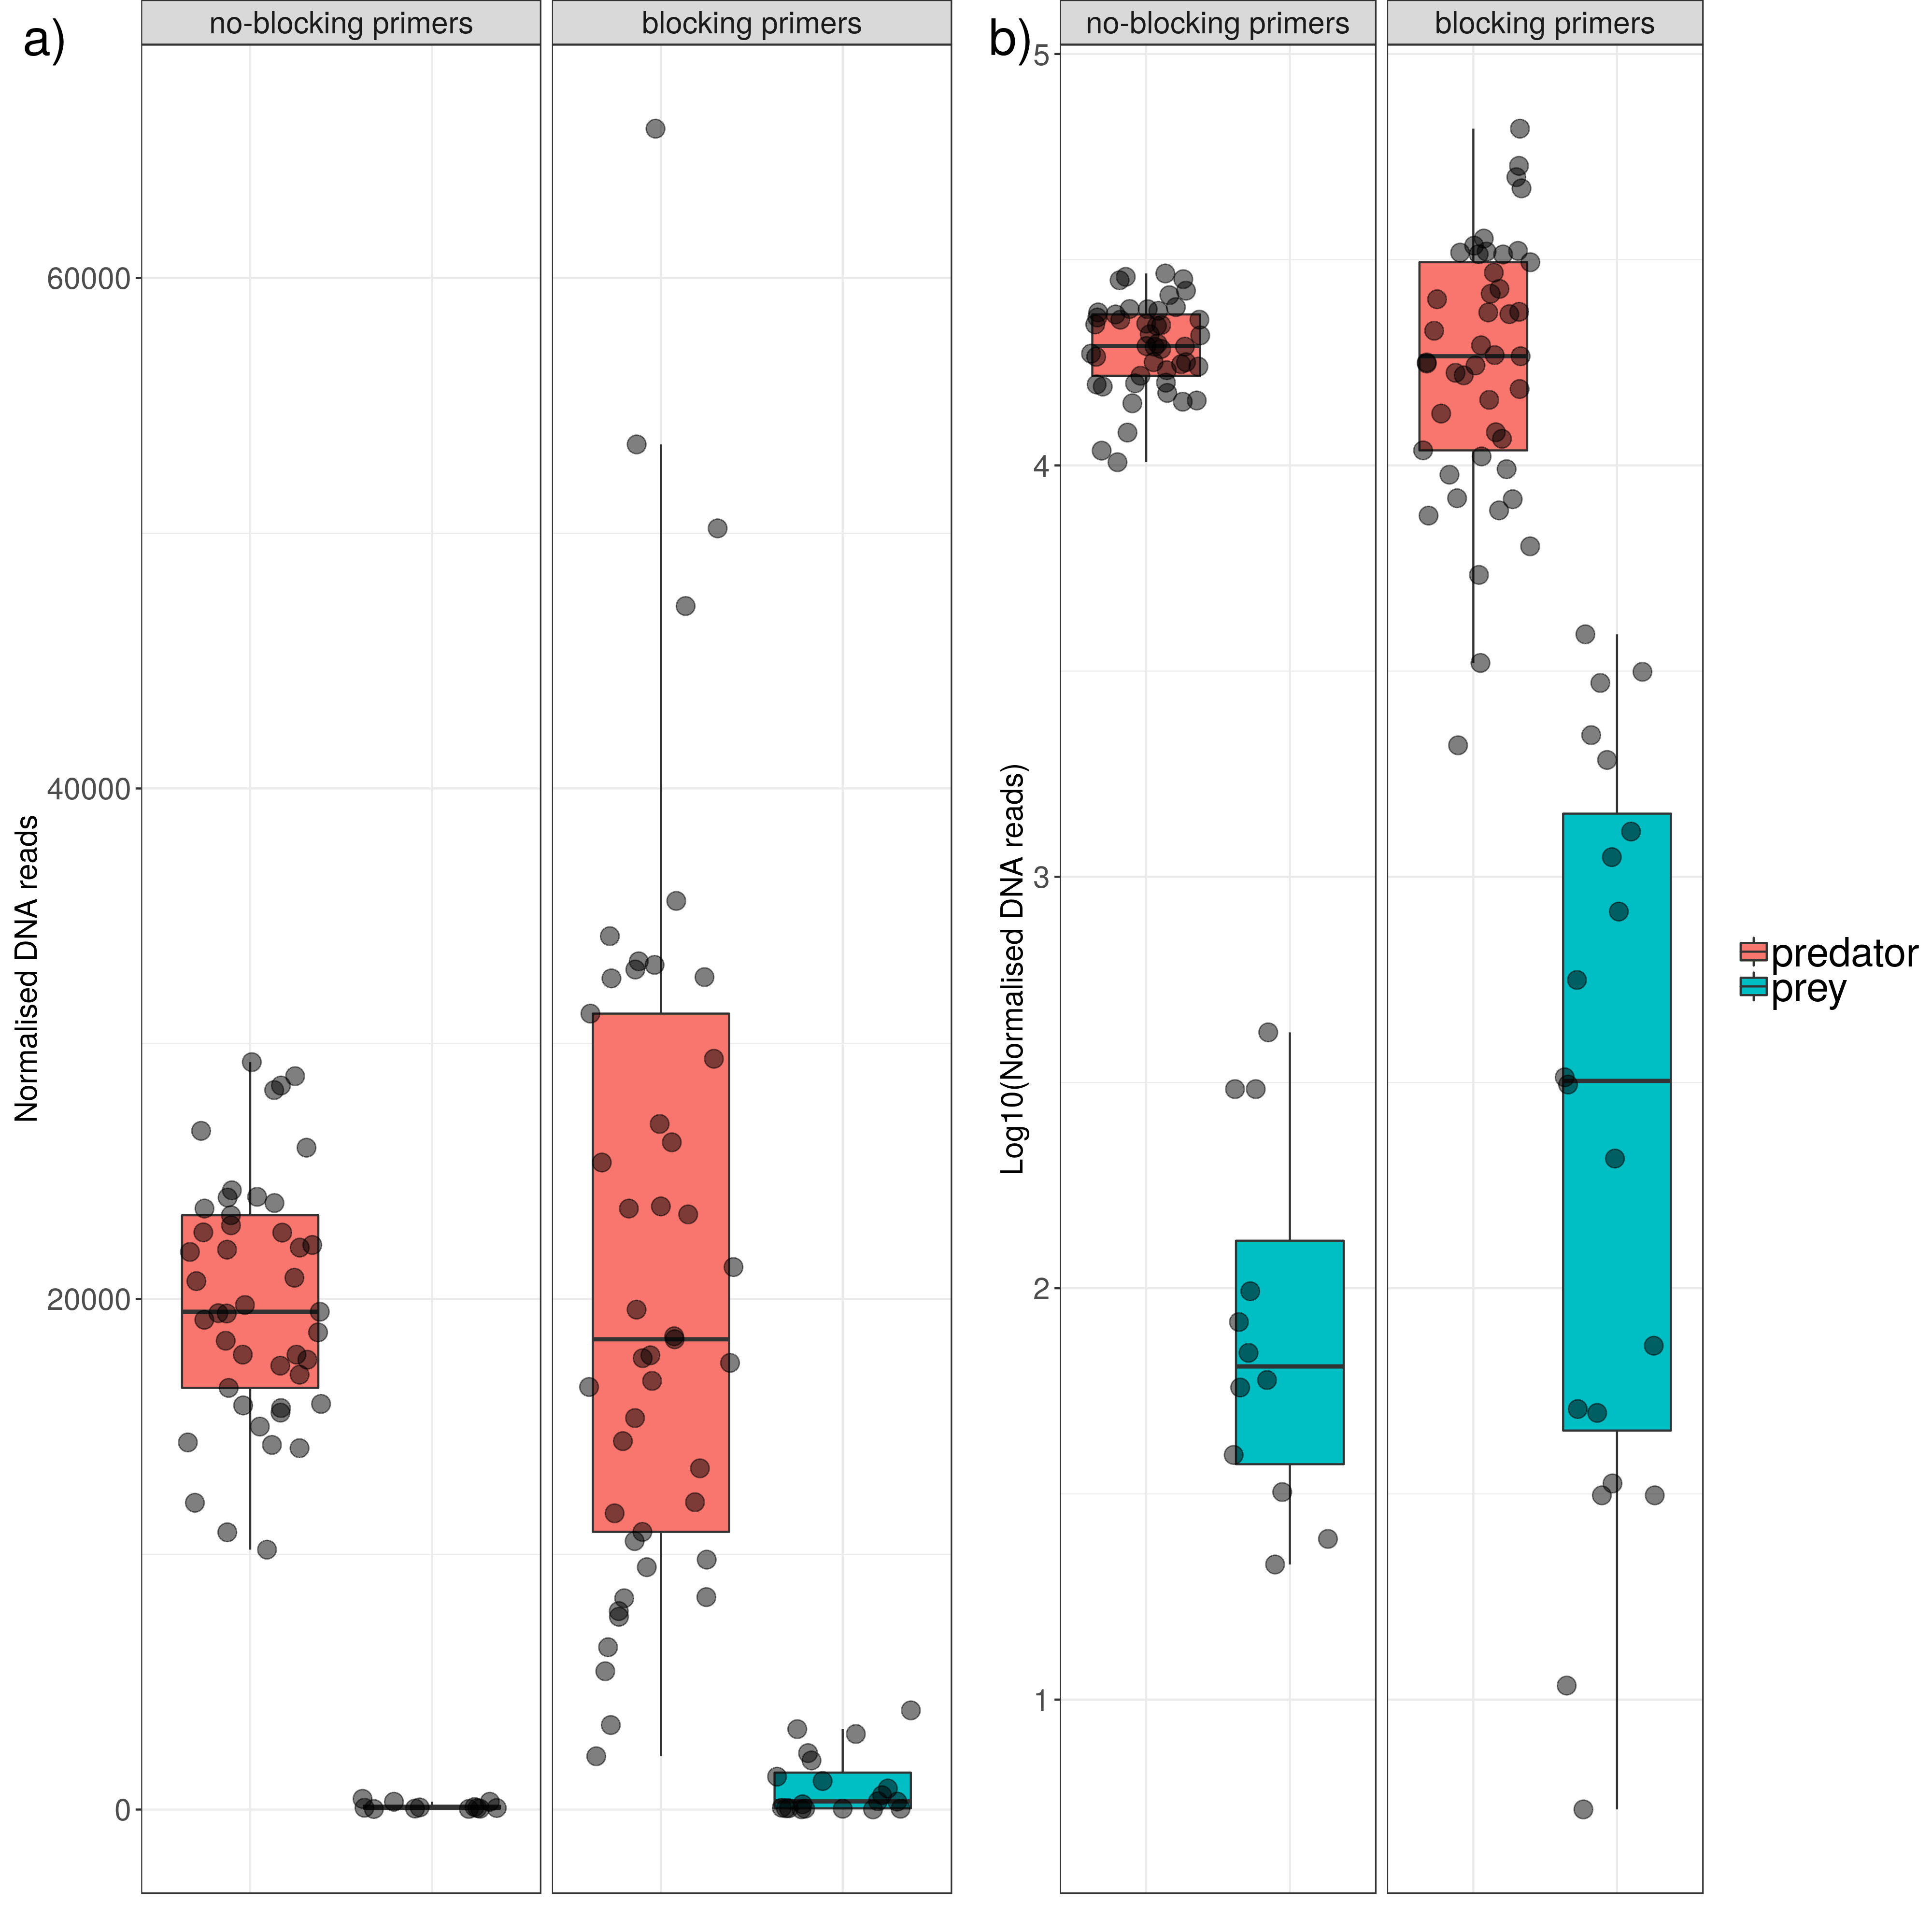 a)
no-blocking primers
blocking primers
Normalised DNA reads
60000
40000
20000
0
b)
no-blocking primers
blocking primers
Log10(Normalised DNA reads)
5
4
3
2
1
predator
prey